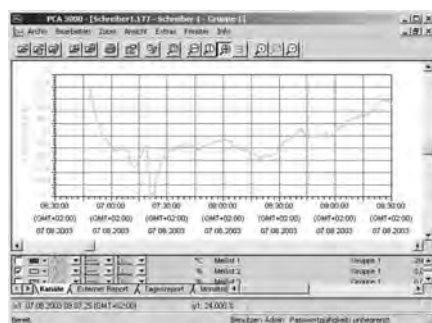 PCA 3000 - [Schreiber1.177 - Schreiber 1 - Gruppe 1]
Archiv Bearbeiten Zoom Ansicht Extras Fenster Info
06:30:00 07:00:00 07:30:00 08:00:00 08:30:00 09:00:00 09:30:00
(GMT+02:00) (GMT+02:00) (GMT+02:00) (GMT+02:00) (GMT+02:00) (GMT+02:00) (GMT+02:00)
07.08.2003 07.08.2003 07.08.2003 07.08.2003 07.08.2003 07.08.2003 07.08.2003
°C Meßst 1 Gruppe 1
% Meßst 2 Gruppe 1
Kanäle Externer Report Tagesreport
x1: 07.08.2003 09:07:25 (GMT+02:00) y1: 24,000 %
Bereit Benutzer: Admin Passwortgültigkeit: unbegrenzt